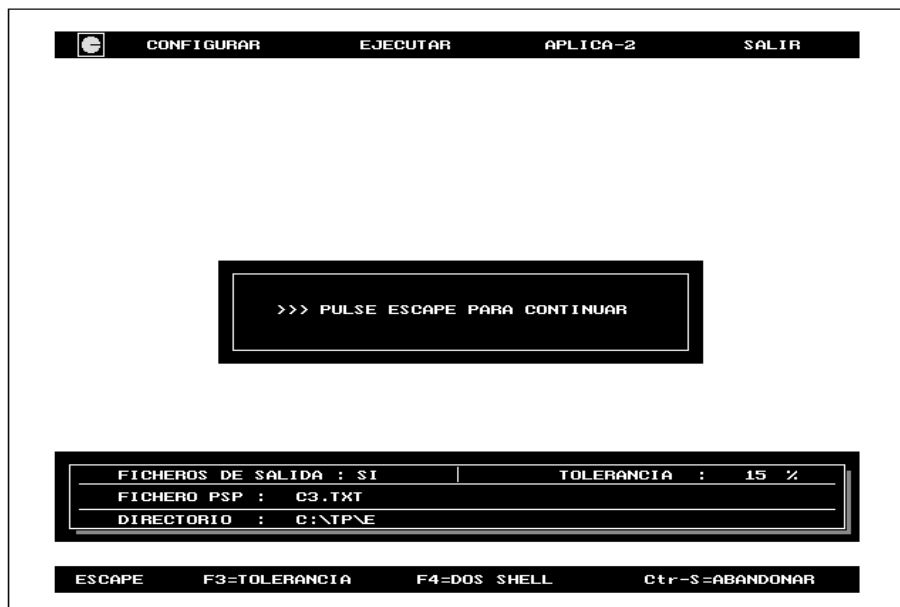 CONFIGURAR EJECUTAR APLICA-2 SALIR
>>> PULSE ESCAPE PARA CONTINUAR
FICHEROS DE SALIDA : SI TOLERANCIA : 15 %
FICHERO PSP : C3.TXT
DIRECTORIO : C:\TP\E
ESCAPE F3=TOLERANCIA F4=DOS SHELL Ctr-S=ABANDONAR